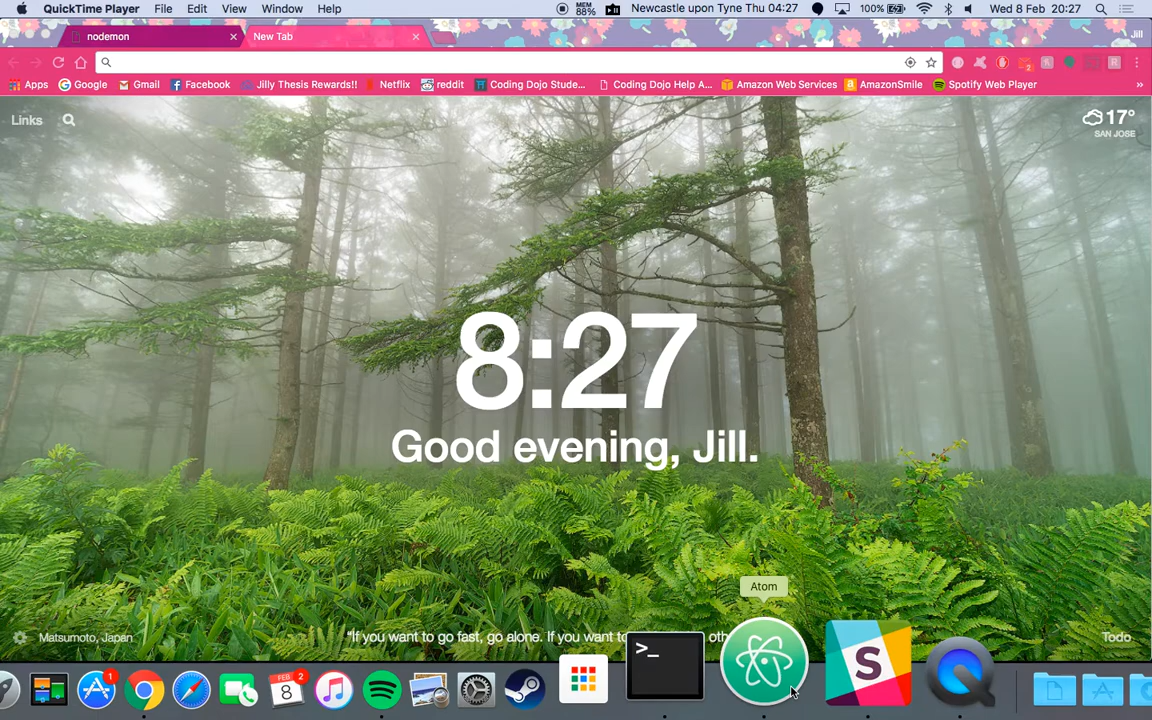 QuickTime Player File Edit View Window Help MEM 88% Newcastle upon Tyne Thu 04:27 100% Wed 8 Feb 20:27
nodemon New Tab Jill
Apps Google Gmail Facebook Jilly Thesis Rewards!! Netflix reddit Coding Dojo Stude... Coding Dojo Help A... Amazon Web Services AmazonSmile Spotify Web Player »
Links 17°
SAN JOSE
8:27
Good evening, Jill.
Atom
Matsumoto, Japan "If you want to go fast, go alone. If you want to Todo
>_
S
1
2
8